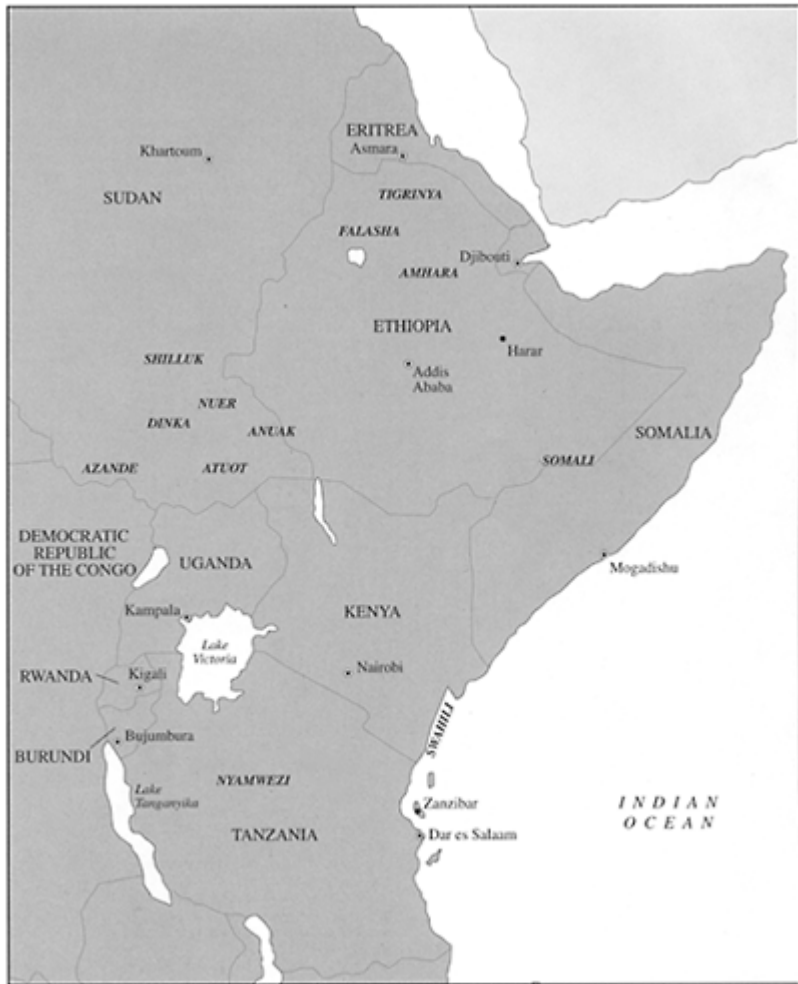 ERITREA
Asmara
Khartoum
SUDAN
TIGRINYA
FALASHA
Djibouti
AMHARA
ETHIOPIA
Harar
SHILLUK
Addis
Ababa
NUER
DINKA
ANUAK
SOMALIA
AZANDE
ATUOT
SOMALI
DEMOCRATIC
REPUBLIC
OF THE CONGO
UGANDA
Mogadishu
Kampala
KENYA
Lake
Victoria
RWANDA
Kigali
Nairobi
SWAHILI
Bujumbura
BURUNDI
NYAMWEZI
Lake
Tanganyika
Zanzibar
INDIAN
OCEAN
TANZANIA
Dar es Salaam